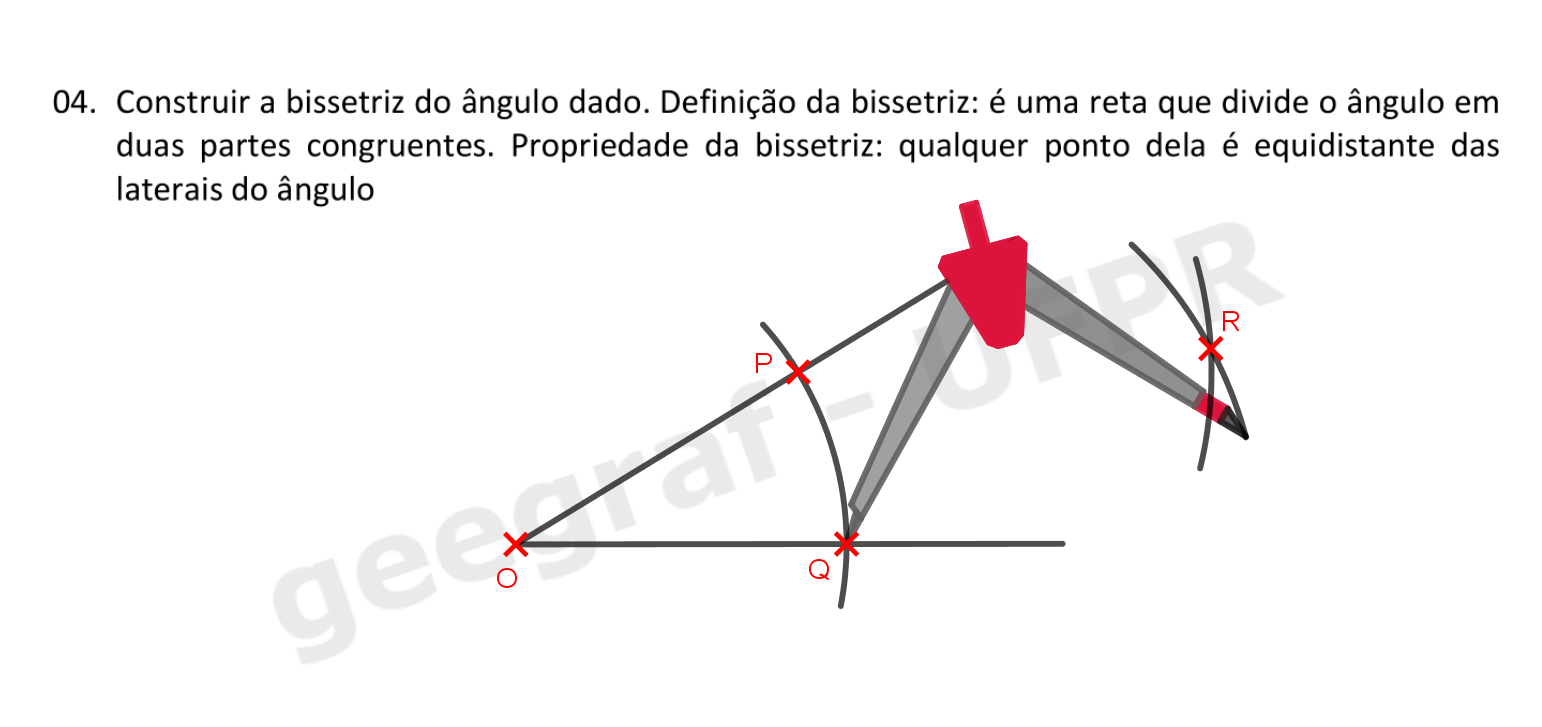 04. Construir a bissetriz do ângulo dado. Definição da bissetriz: é uma reta que divide o ângulo em
duas partes congruentes. Propriedade da bissetriz: qualquer ponto dela é equidistante das
laterais do ângulo
R
P
geegraf - UFPR
Q
O